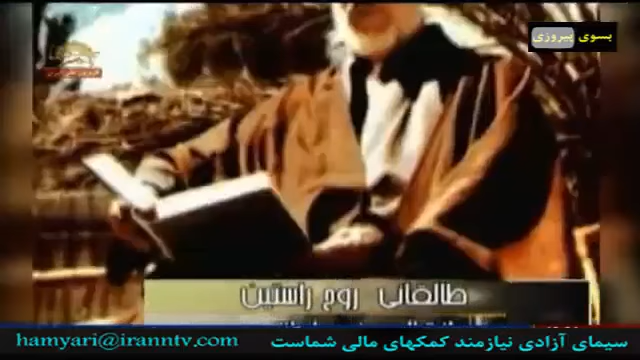 بسوی پیروزی
طالقانی روح راستین
سیمای آزادی نیازمند کمکهای مالی شماست
hamyari@iranntv.com